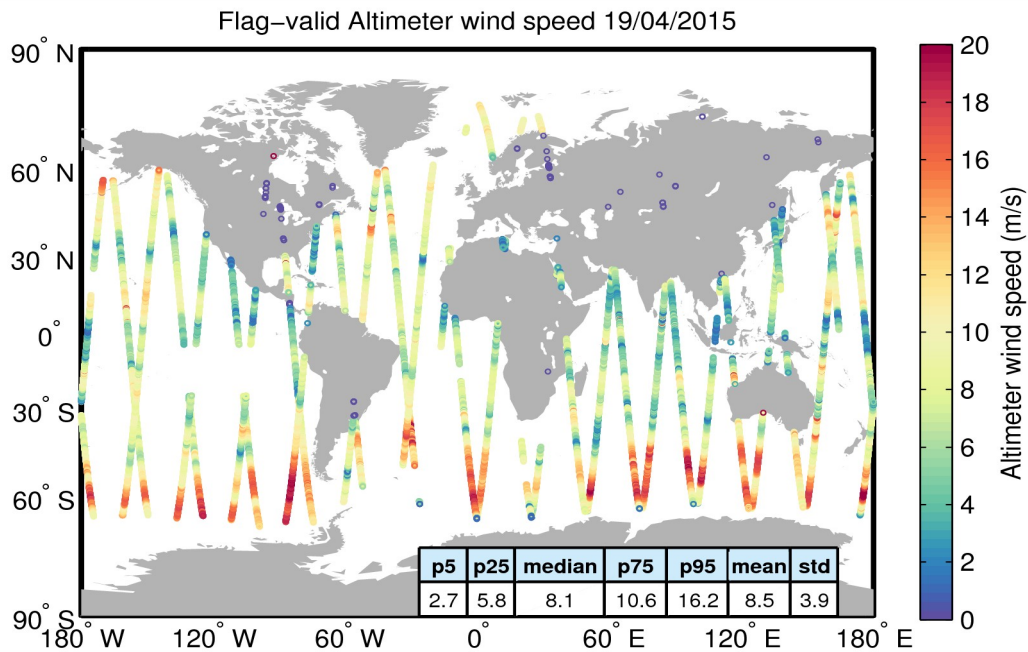 Flag-valid Altimeter wind speed 19/04/2015
90° N
60° N
30° N
0°
30° S
60° S
90° S
180° W
120° W
60° W
0°
60° E
120° E
180° E
p5 p25 median p75 p95 mean std
2.7 5.8 8.1 10.6 16.2 8.5 3.9
20
18
16
14
12
10
8
6
4
2
0
Altimeter wind speed (m/s)